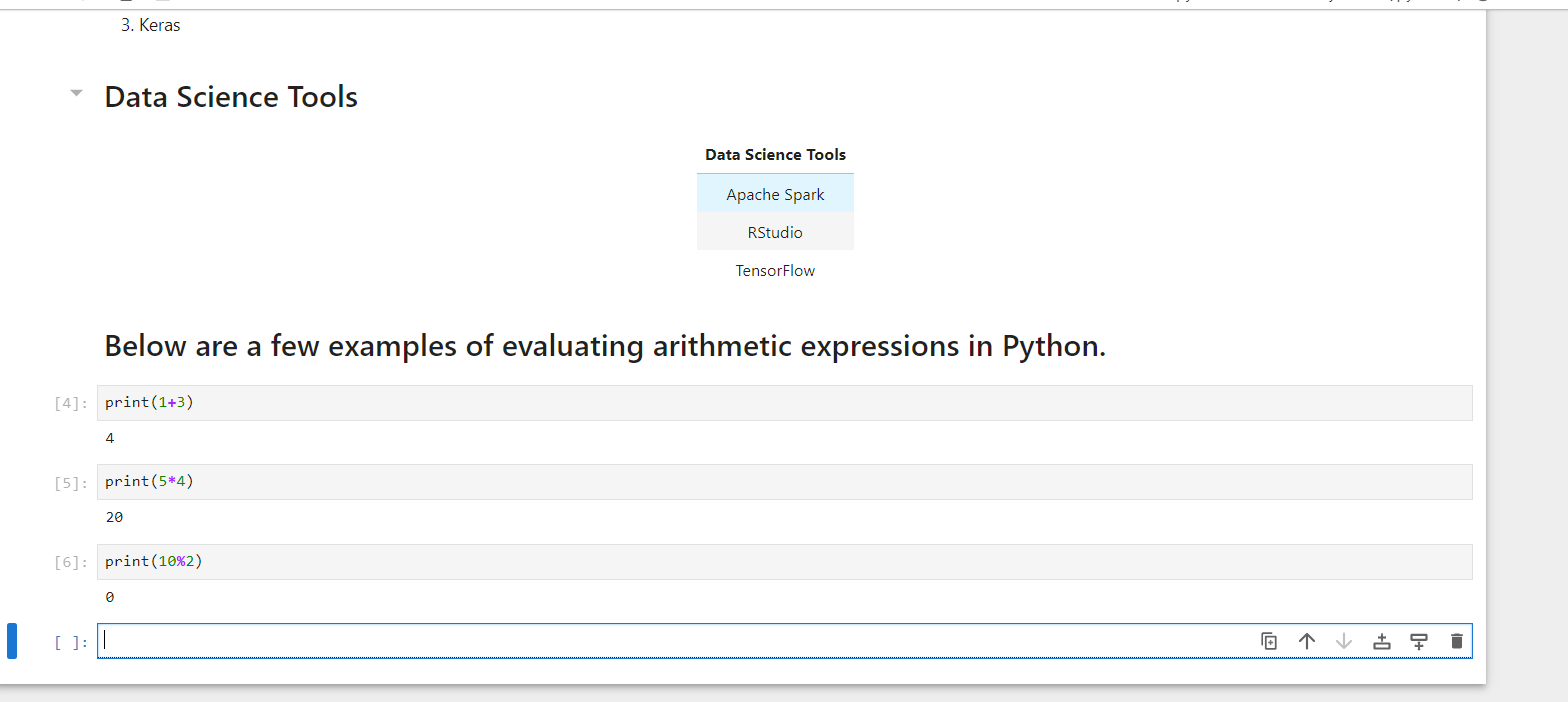 3. Keras
Data Science Tools
Data Science Tools
Apache Spark
RStudio
TensorFlow
Below are a few examples of evaluating arithmetic expressions in Python.
[4]: print(1+3)
4
[5]: print(5*4)
20
[6]: print(10%2)
0
[ ]: